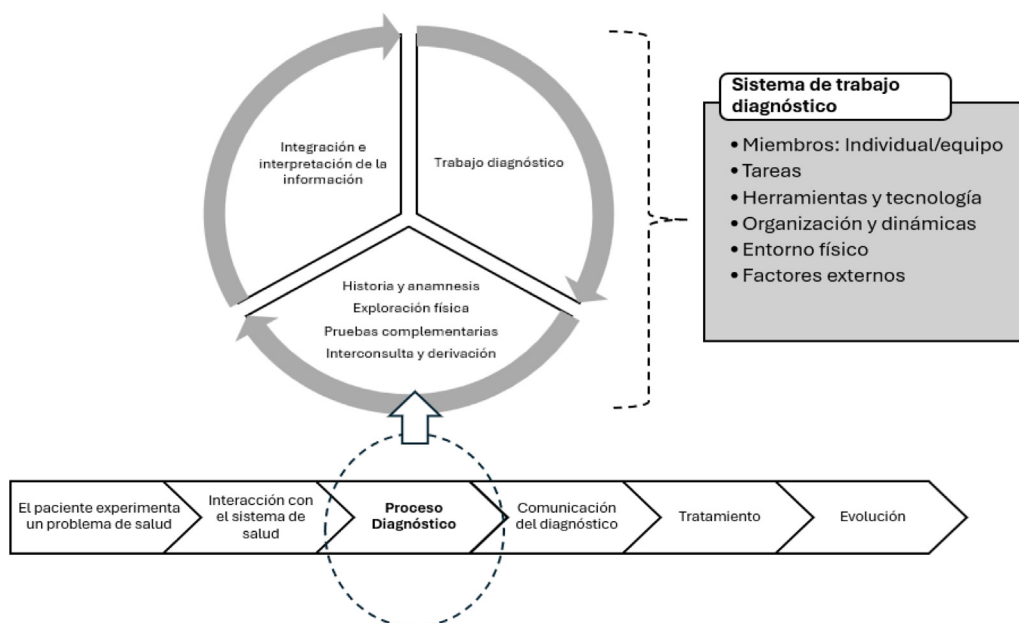 Integración e
interpretación de la
información
Trabajo diagnóstico
Historia y anamnesis
Exploración física
Pruebas complementarias
Interconsulta y derivación
Sistema de trabajo
diagnóstico
• Miembros: Individual/equipo
• Tareas
• Herramientas y tecnología
• Organización y dinámicas
• Entorno físico
• Factores externos
El paciente experimenta
un problema de salud
Interacción con
el sistema de
salud
Proceso
Diagnóstico
Comunicación
del diagnóstico
Tratamiento
Evolución